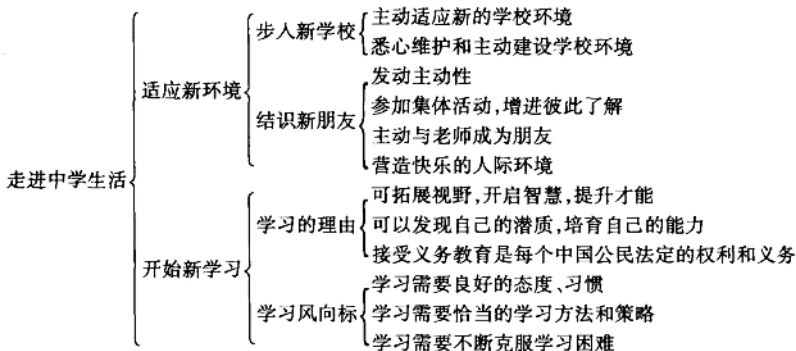 走进中学生活
适应新环境
步人新学校
主动适应新的学校环境
悉心维护和主动建设学校环境
结识新朋友
发动主动性
参加集体活动,增进彼此了解
主动与老师成为朋友
营造快乐的人际环境
开始新学习
学习的理由
可拓展视野,开启智慧,提升才能
可以发现自己的潜质,培育自己的能力
接受义务教育是每个中国公民法定的权利和义务
学习风向标
学习需要良好的态度、习惯
学习需要恰当的学习方法和策略
学习需要不断克服学习困难